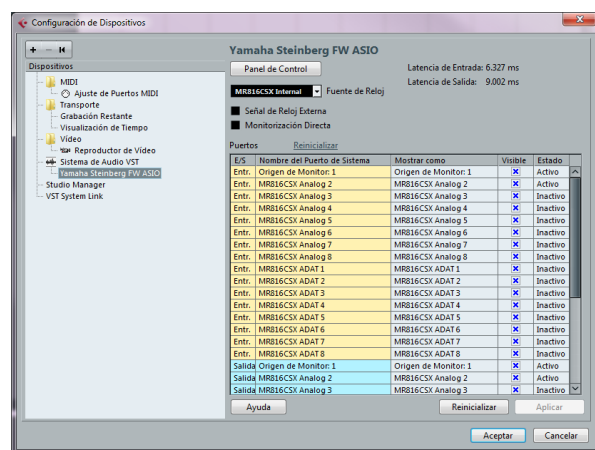 Configuración de Dispositivos
Dispositivos
MIDI
Ajuste de Puertos MIDI
Transporte
Grabación Restante
Visualización de Tiempo
Vídeo
Reproductor de Vídeo
Sistema de Audio VST
Yamaha Steinberg FW ASIO
Studio Manager
VST System Link
Yamaha Steinberg FW ASIO
Panel de Control
Latencia de Entrada: 6.327 ms
Latencia de Salida: 9.002 ms
MR816CSX Internal Fuente de Reloj
Señal de Reloj Externa
Monitorización Directa
Puertos Reinicializar
E/S Nombre del Puerto de Sistema Mostrar como Visible Estado
Entr. Origen de Monitor: 1 Origen de Monitor: 1 Activo
Entr. MR816CSX Analog 2 MR816CSX Analog 2 Activo
Entr. MR816CSX Analog 3 MR816CSX Analog 3 Inactivo
Entr. MR816CSX Analog 4 MR816CSX Analog 4 Inactivo
Entr. MR816CSX Analog 5 MR816CSX Analog 5 Inactivo
Entr. MR816CSX Analog 6 MR816CSX Analog 6 Inactivo
Entr. MR816CSX Analog 7 MR816CSX Analog 7 Inactivo
Entr. MR816CSX Analog 8 MR816CSX Analog 8 Inactivo
Entr. MR816CSX ADAT 1 MR816CSX ADAT 1 Inactivo
Entr. MR816CSX ADAT 2 MR816CSX ADAT 2 Inactivo
Entr. MR816CSX ADAT 3 MR816CSX ADAT 3 Inactivo
Entr. MR816CSX ADAT 4 MR816CSX ADAT 4 Inactivo
Entr. MR816CSX ADAT 5 MR816CSX ADAT 5 Inactivo
Entr. MR816CSX ADAT 6 MR816CSX ADAT 6 Inactivo
Entr. MR816CSX ADAT 7 MR816CSX ADAT 7 Inactivo
Entr. MR816CSX ADAT 8 MR816CSX ADAT 8 Inactivo
Salida Origen de Monitor: 1 Origen de Monitor: 1 Activo
Salida MR816CSX Analog 2 MR816CSX Analog 2 Activo
Salida MR816CSX Analog 3 MR816CSX Analog 3 Inactivo
Ayuda Reinicializar Aplicar
Aceptar Cancelar